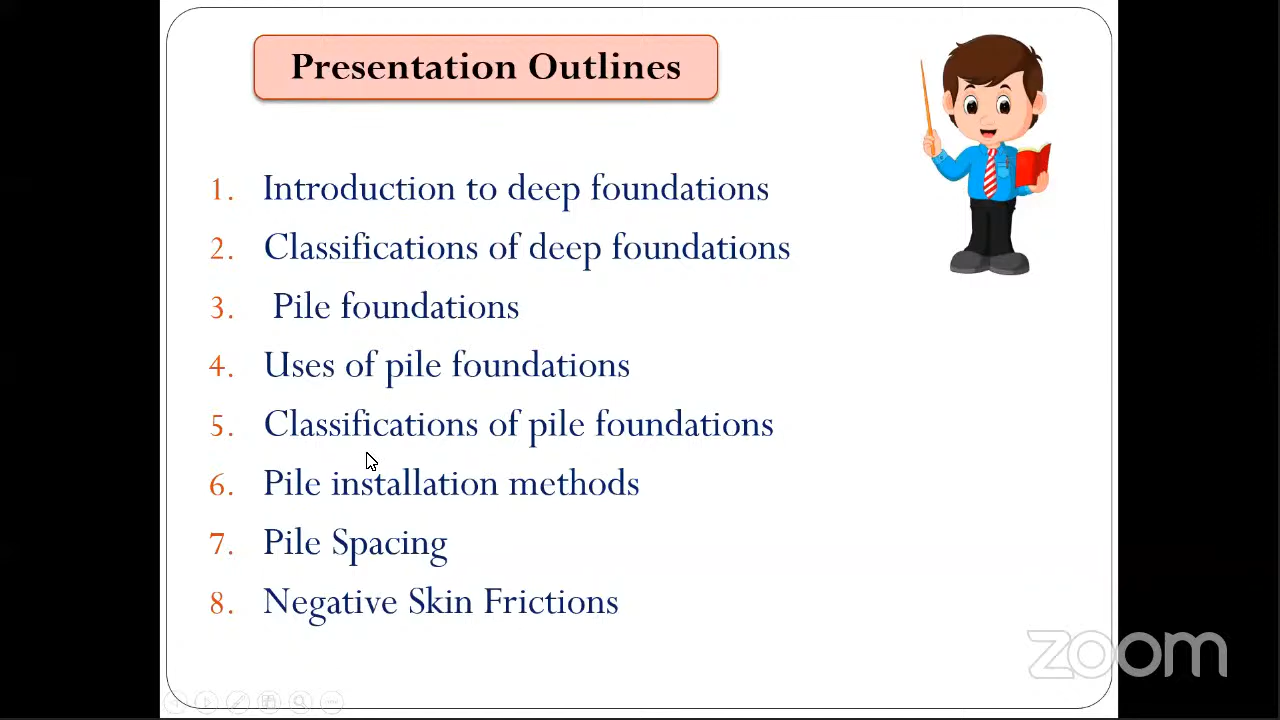 Presentation Outlines
1. Introduction to deep foundations
2. Classifications of deep foundations
3. Pile foundations
4. Uses of pile foundations
5. Classifications of pile foundations
6. Pile installation methods
7. Pile Spacing
8. Negative Skin Frictions
zoom